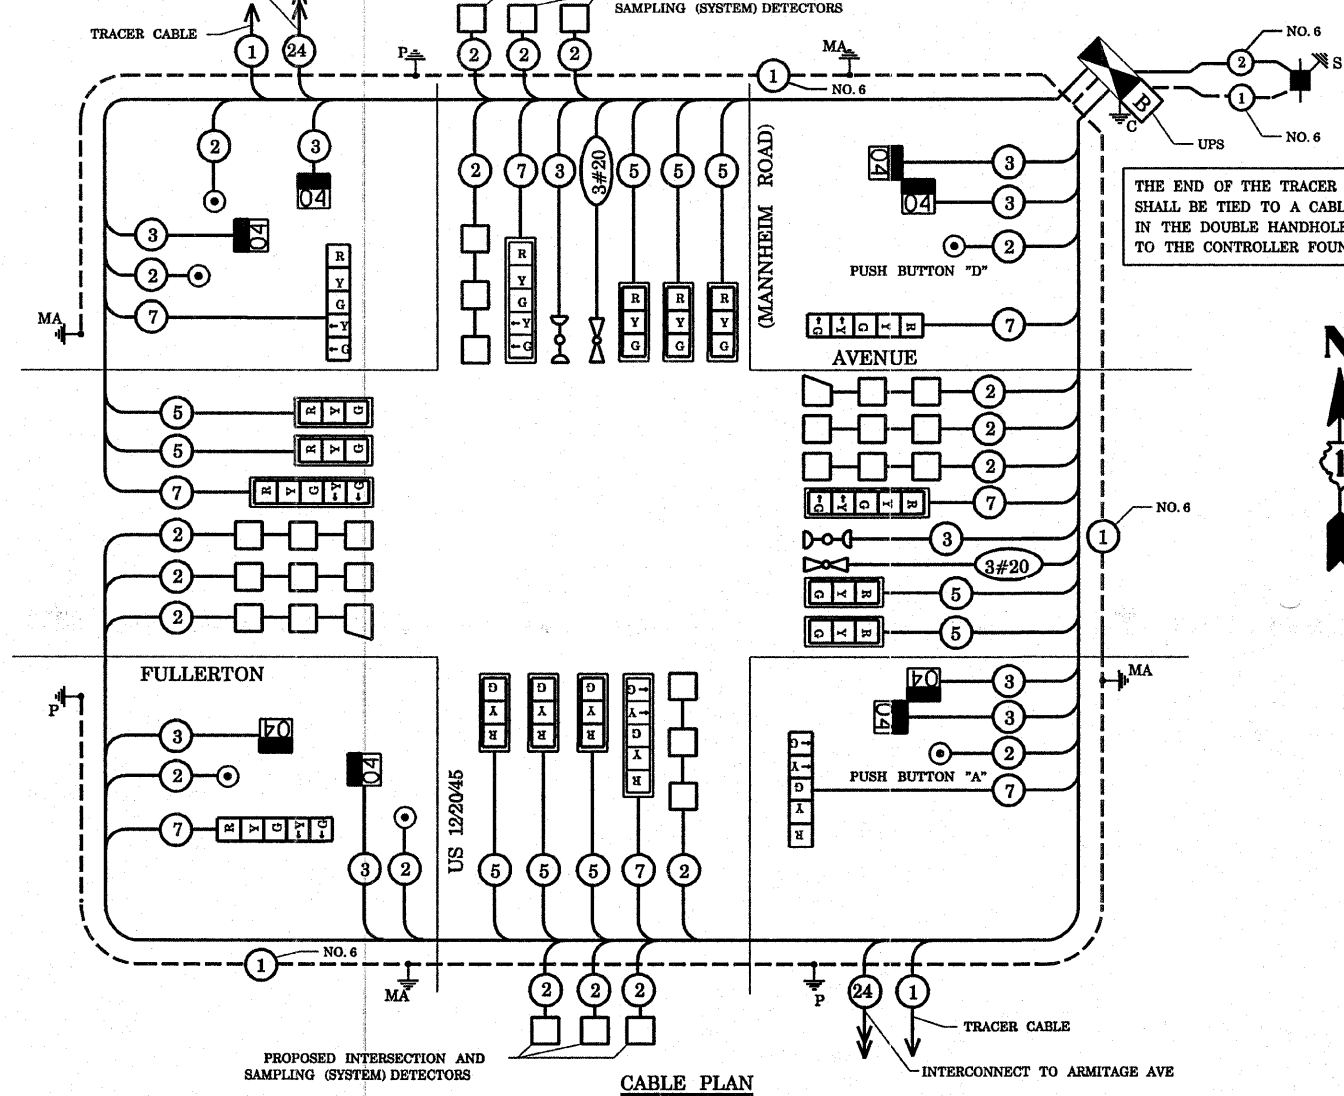 SAMPLING (SYSTEM) DETECTORS
TRACER CABLE
1
24
2
2
2
P
MA
1
NO. 6
NO. 6
2
S
1
NO. 6
B
C
UPS
2
3
04
2
7
3
3#20
5
5
5
(MANNHEIM ROAD)
04
3
04
3
2
PUSH BUTTON "D"
THE END OF THE TRACER
SHALL BE TIED TO A CABL
IN THE DOUBLE HANDHOLE
TO THE CONTROLLER FOUN
3
04
2
7
R
Y
G
←Y
←G
R
Y
G
←Y
←G
R
Y
G
R
Y
G
R
Y
G
MA
←G ←Y G Y R
7
AVENUE
N
5
R Y G
5
R Y G
7
R Y G ←Y ←G
2
2
2
2
2
2
←G ←Y G Y R
7
3
3#20
G Y R
5
G Y R
5
1
NO. 6
FULLERTON
P
3
04
2
7
R Y G ←Y ←G
04
3
2
US 12/20/45
G
Y
R
G
Y
R
G
Y
R
←G
←Y
G
Y
R
5
5
5
7
2
04
3
04
3
2
PUSH BUTTON "A"
7
←G
←Y
G
Y
R
MA
1
NO. 6
MA
2
2
2
P
24
1
TRACER CABLE
INTERCONNECT TO ARMITAGE AVE
PROPOSED INTERSECTION AND
SAMPLING (SYSTEM) DETECTORS
CABLE PLAN